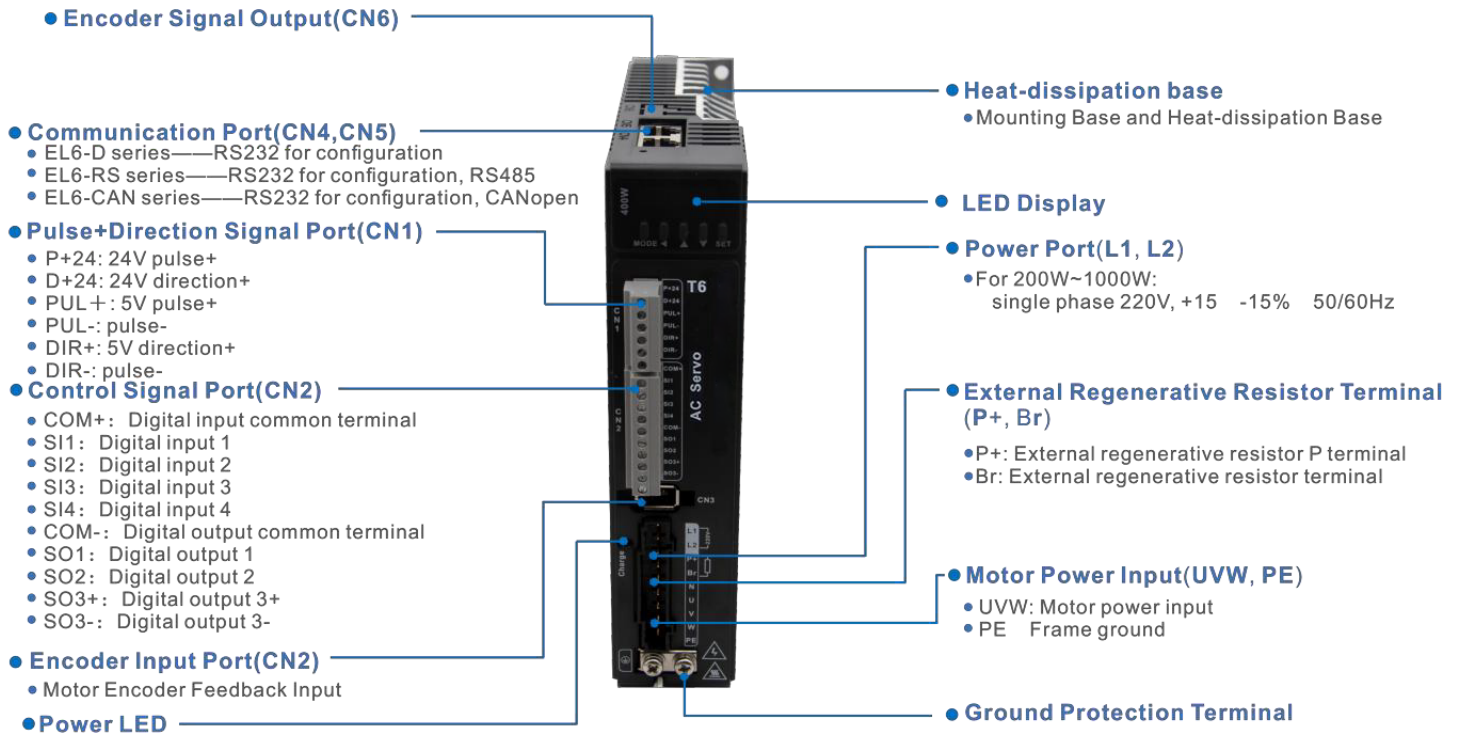 Encoder Signal Output(CN6)
Communication Port(CN4,CN5)
EL6-D series——RS232 for configuration
EL6-RS series——RS232 for configuration, RS485
EL6-CAN series——RS232 for configuration, CANopen
Pulse+Direction Signal Port(CN1)
P+24: 24V pulse+
D+24: 24V direction+
PUL+: 5V pulse+
PUL-: pulse-
DIR+: 5V direction+
DIR-: pulse-
Control Signal Port(CN2)
COM+: Digital input common terminal
SI1: Digital input 1
SI2: Digital input 2
SI3: Digital input 3
SI4: Digital input 4
COM-: Digital output common terminal
SO1: Digital output 1
SO2: Digital output 2
SO3+: Digital output 3+
SO3-: Digital output 3-
Encoder Input Port(CN2)
Motor Encoder Feedback Input
Power LED
400W
MODE SET
T6
CN1
P+24
D+24
PUL+
PUL-
DIR+
DIR-
AC Servo
CN2
COM+
SI1
SI2
SI3
SI4
COM-
SO1
SO2
SO3+
SO3-
CN3
Charge
L1
L2
220V
P+
Br
N
U
V
W
PE
Heat-dissipation base
Mounting Base and Heat-dissipation Base
LED Display
Power Port(L1, L2)
For 200W~1000W:
single phase 220V, +15 -15% 50/60Hz
External Regenerative Resistor Terminal
(P+, Br)
P+: External regenerative resistor P terminal
Br: External regenerative resistor terminal
Motor Power Input(UVW, PE)
UVW: Motor power input
PE Frame ground
Ground Protection Terminal